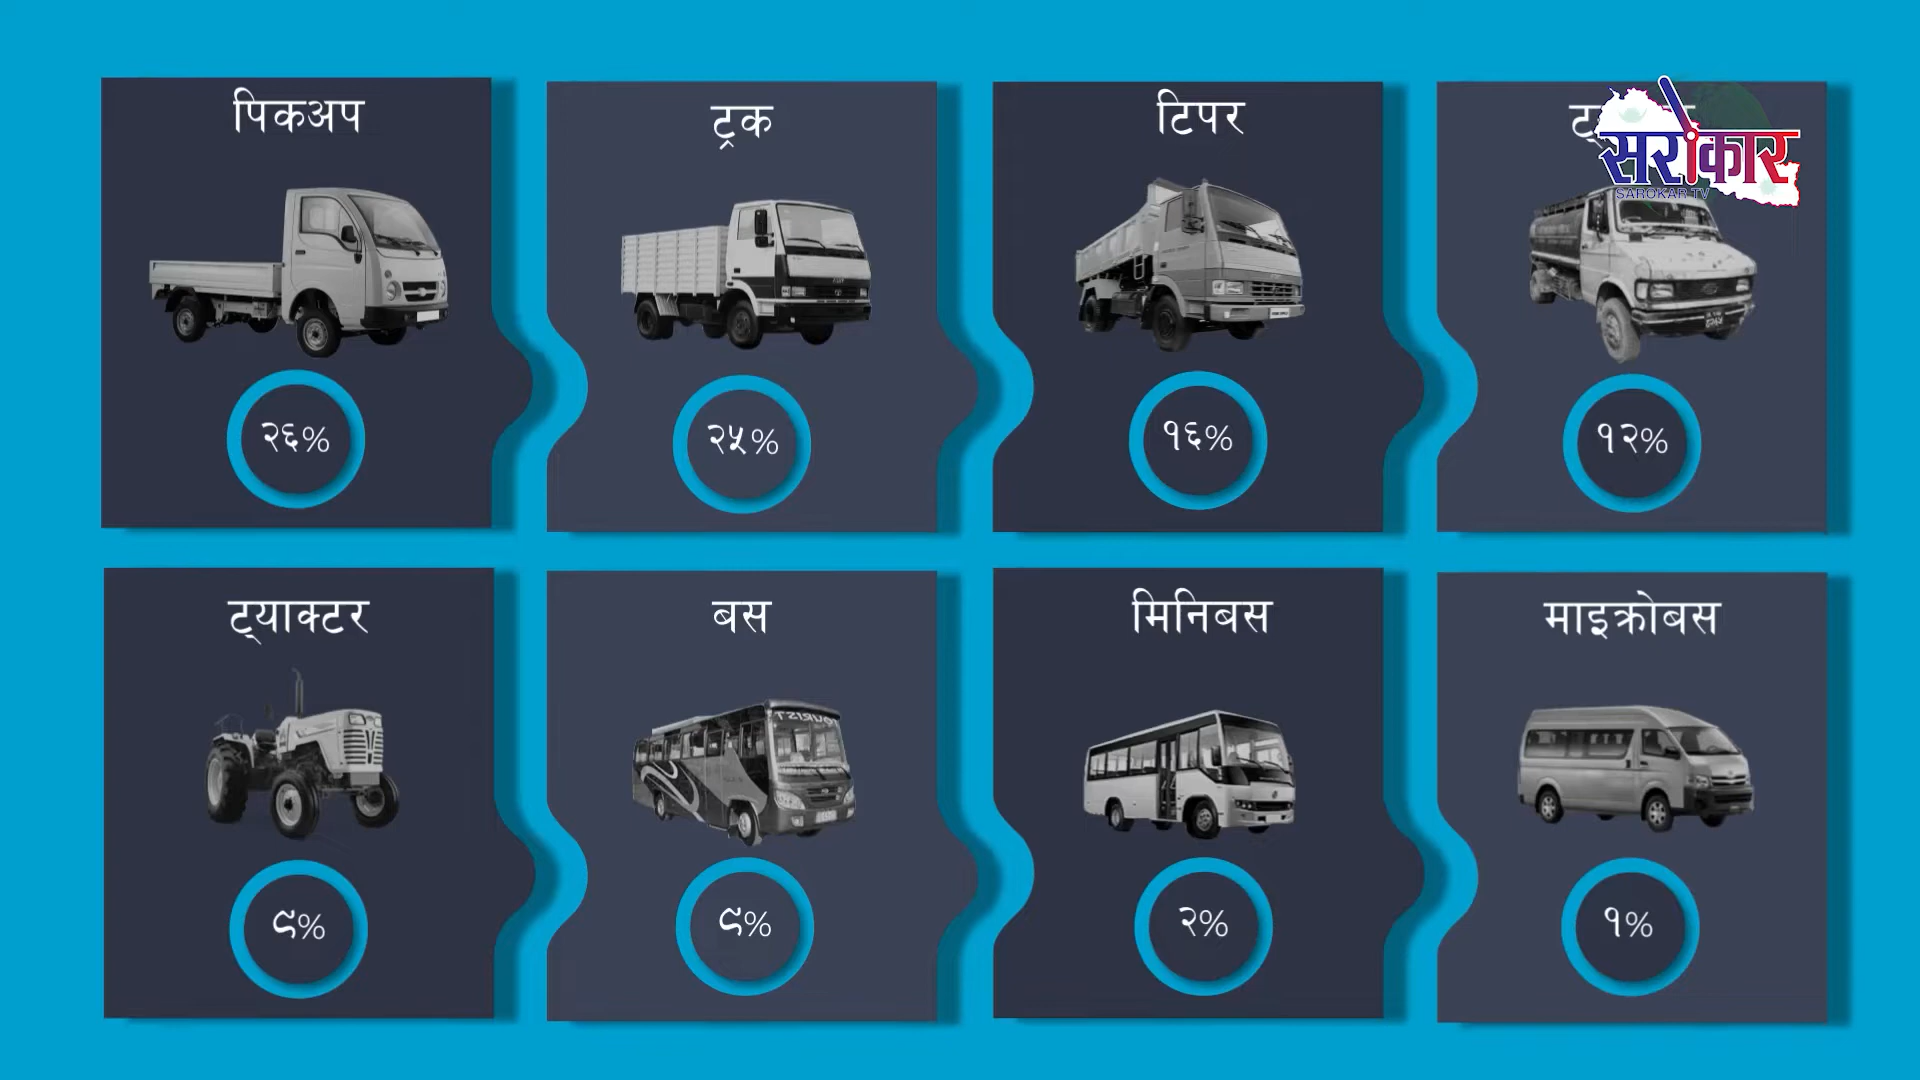 पिकअप
ट्रक
टिपर
सरोकार
SAROKAR TV
२६%
२५%
१६%
१२%
ट्याक्टर
बस
मिनिबस
माइक्रोबस
TOURIST
९%
९%
२%
१%